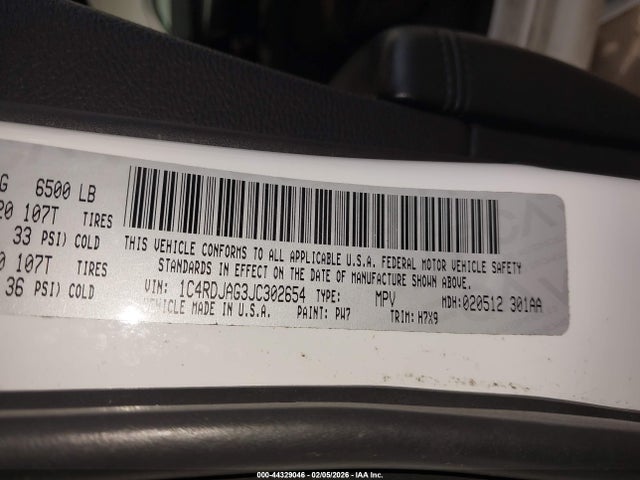 G 6500 LB
20 107T TIRES
33 PSI) COLD
0 107T TIRES
36 PSI) COLD
THIS VEHICLE CONFORMS TO ALL APPLICABLE U.S.A. FEDERAL MOTOR VEHICLE SAFETY
STANDARDS IN EFFECT ON THE DATE OF MANUFACTURE SHOWN ABOVE.
VIN: 1C4RDJAG3JC302654 TYPE: MPV MDH:020512 301AA
VEHICLE MADE IN U.S.A. PAINT: PW7 TRIM: H7X9
000-44329046 - 02/05/2026 - IAA Inc.